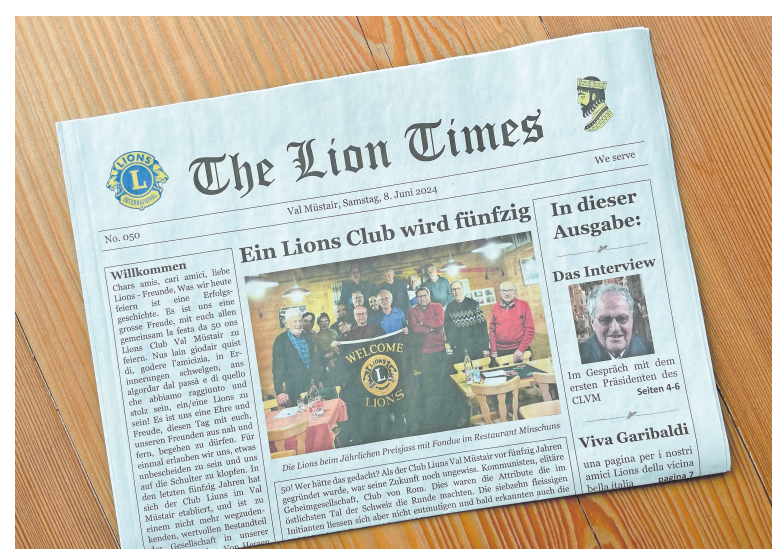 LIONS
L
INTERNATIONAL
The Lion Times
We serve
Val Müstair, Samstag, 8. Juni 2024
No. 050
Willkommen
Chars amis, cari amici, liebe
Lions - Freunde, Was wir heute
feiern ist eine Erfolgs-
geschichte. Es ist uns eine
grosse Freude, mit euch allen
gemeinsam la festa da 50 ons
Lions Club Val Müstair zu
feiern. Nus lain giodair quist
di, godere l'amicizia, in Er-
innerungen schwelgen, ans
algordar dal passà e di quello
che abbiamo raggiunto and
stolz sein, ein/eine Lions zu
sein! Es ist uns eine Ehre und
Freude, diesen Tag mit euch,
unseren Freunden aus nah und
fern, begehen zu dürfen. Für
einmal erlauben wir uns, etwas
unbescheiden zu sein und uns
auf die Schulter zu klopfen. In
den letzten fünfzig Jahren hat
sich der Club Liuns im Val
Müstair etabliert, und ist zu
einem nicht mehr wegzuden-
kenden, wertvollen Bestandteil
der Gesellschaft in unserer
Von Herzen
Ein Lions Club wird fünfzig
WELCOME
LIONS
L
LIONS
Die Lions beim Jährlichen Preisjass mit Fondue im Restaurant Minschuns
50! Wer hätte das gedacht? Als der Club Liuns Val Müstair vor fünfzig Jahren
gegründet wurde, war seine Zukunft noch ungewiss. Kommunisten, elitäre
Geheimgesellschaft, Club von Rom. Dies waren die Attribute die im
östlichsten Tal der Schweiz die Runde machten. Die siebzehn fleissigen
Initianten liessen sich aber nicht entmutigen und bald erkannten auch die
In dieser
Ausgabe:
Das Interview
Im Gespräch mit dem
ersten Präsidenten des
CLVM Seiten 4-6
Viva Garibaldi
una pagina per i nostri
amici Lions della vicina
bella italia pagina 7